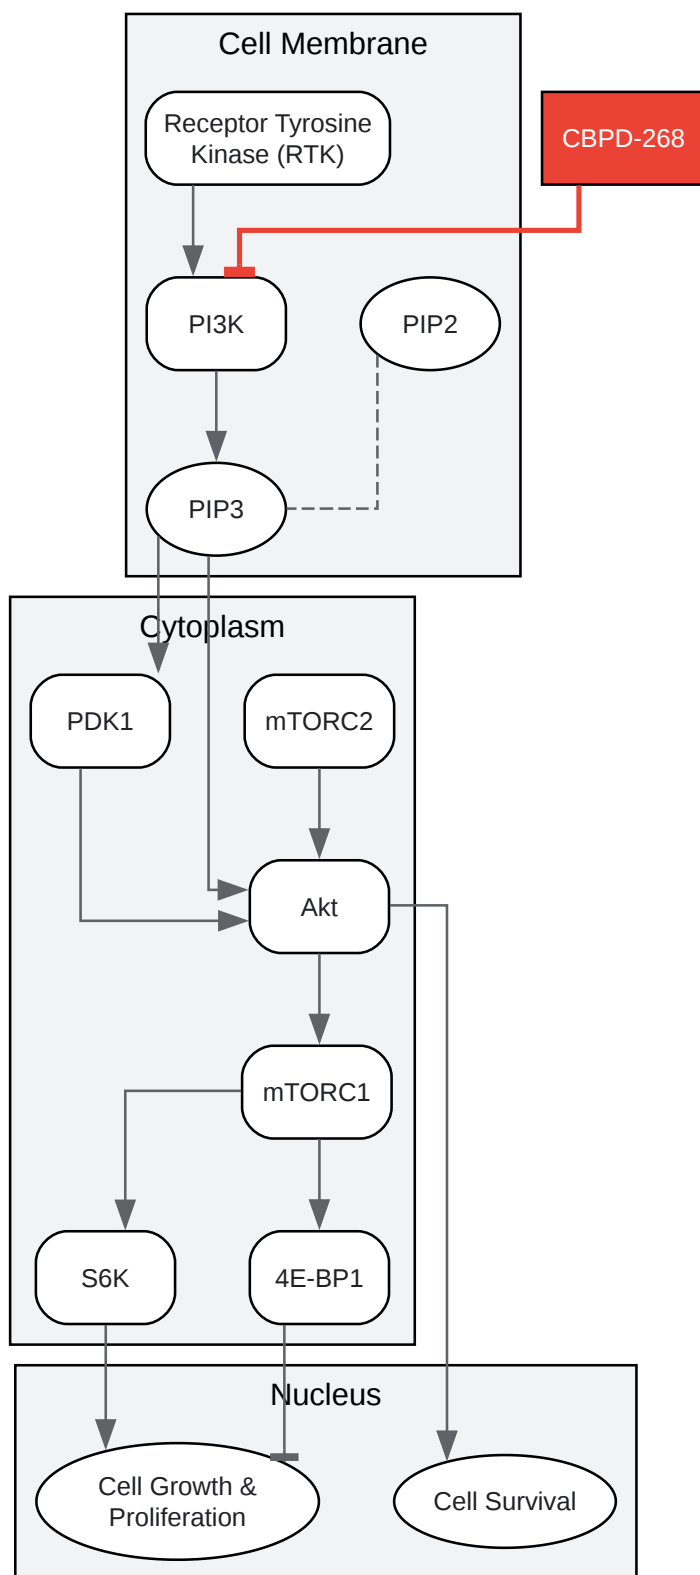 Cell Membrane
Receptor Tyrosine
Kinase (RTK)
CBPD-268
PI3K
PIP2
PIP3
Cytoplasm
PDK1
mTORC2
Akt
mTORC1
S6K
4E-BP1
Nucleus
Cell Growth &
Proliferation
Cell Survival